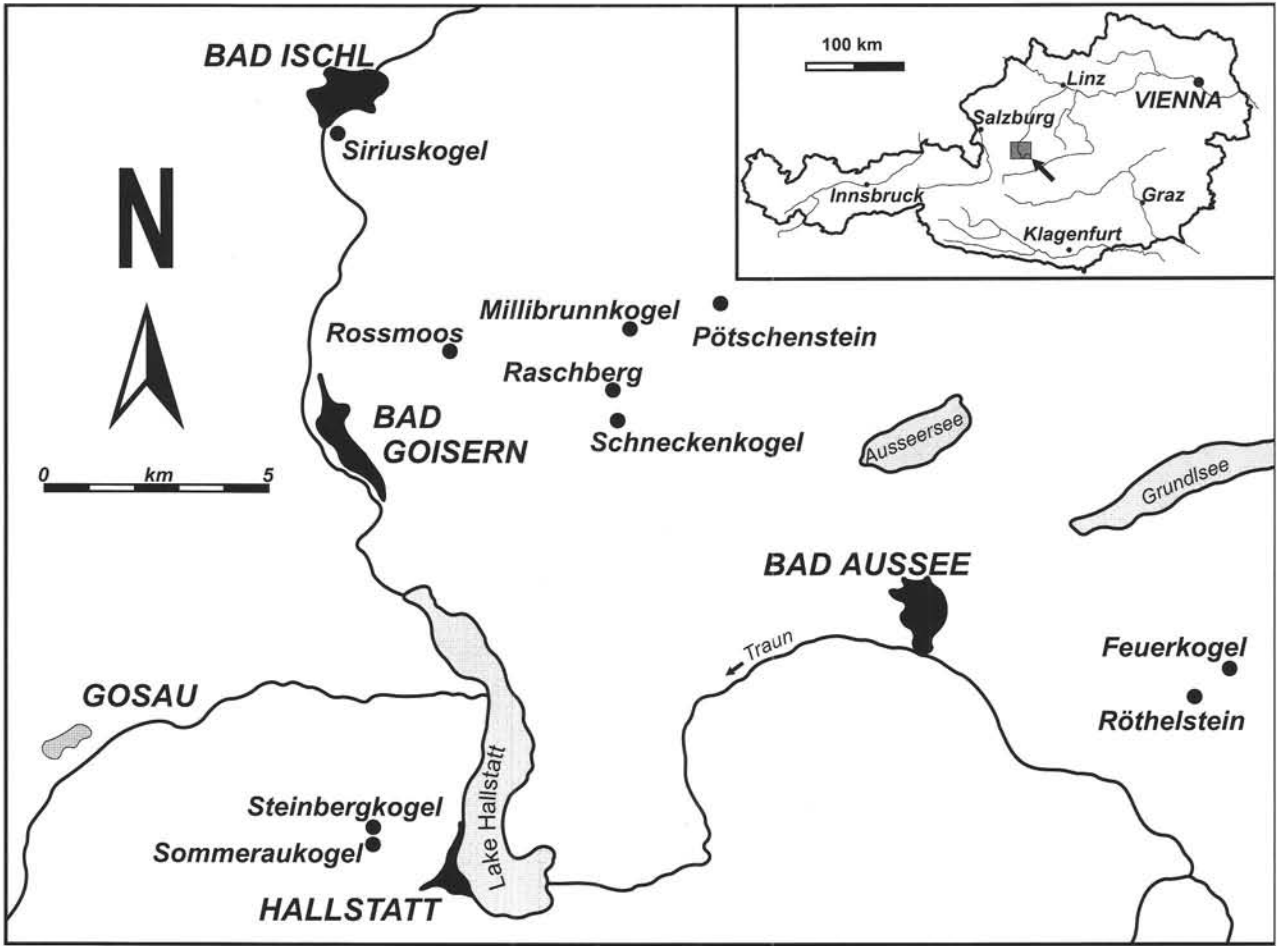 BAD ISCHL
Siriuskogel
N
100 km
Linz
VIENNA
Salzburg
Innsbruck
Graz
Klagenfurt
Millibrunnkogel
Rossmoos
Pötschenstein
Raschberg
BAD
GOISERN
Schneckenkogel
Ausseersee
Grundlsee
0 km 5
BAD AUSSEE
Traun
Feuerkogel
Röthelstein
GOSAU
Lake Hallstatt
Steinbergkogel
Sommeraukogel
HALLSTATT